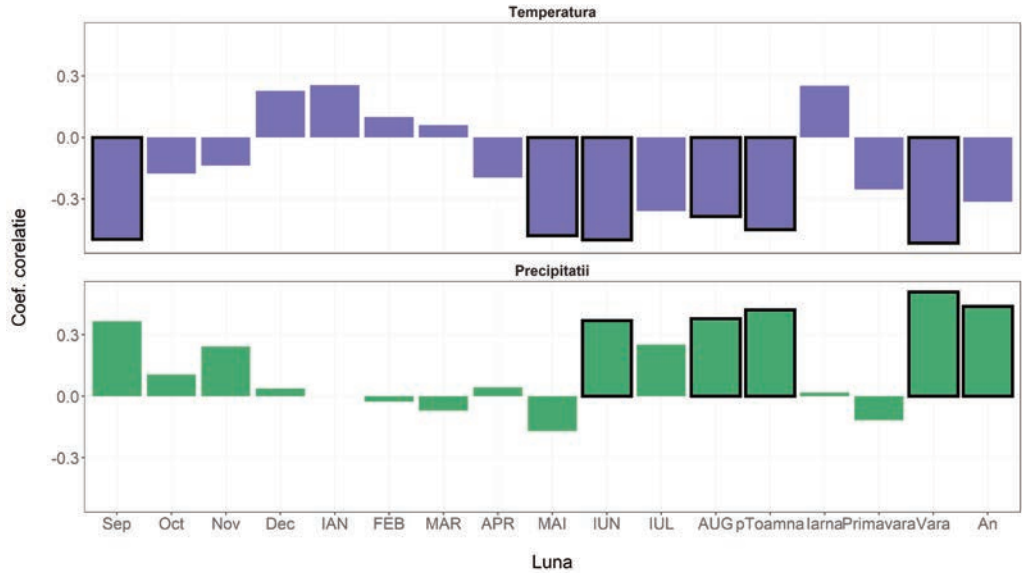 Temperatura
0.3
0.0
-0.3
Coef. corelatie
Precipitatii
0.3
0.0
-0.3
Sep Oct Nov Dec IAN FEB MAR APR MAI IUN IUL AUG pToamna Iarna Primavara Vara An
Luna